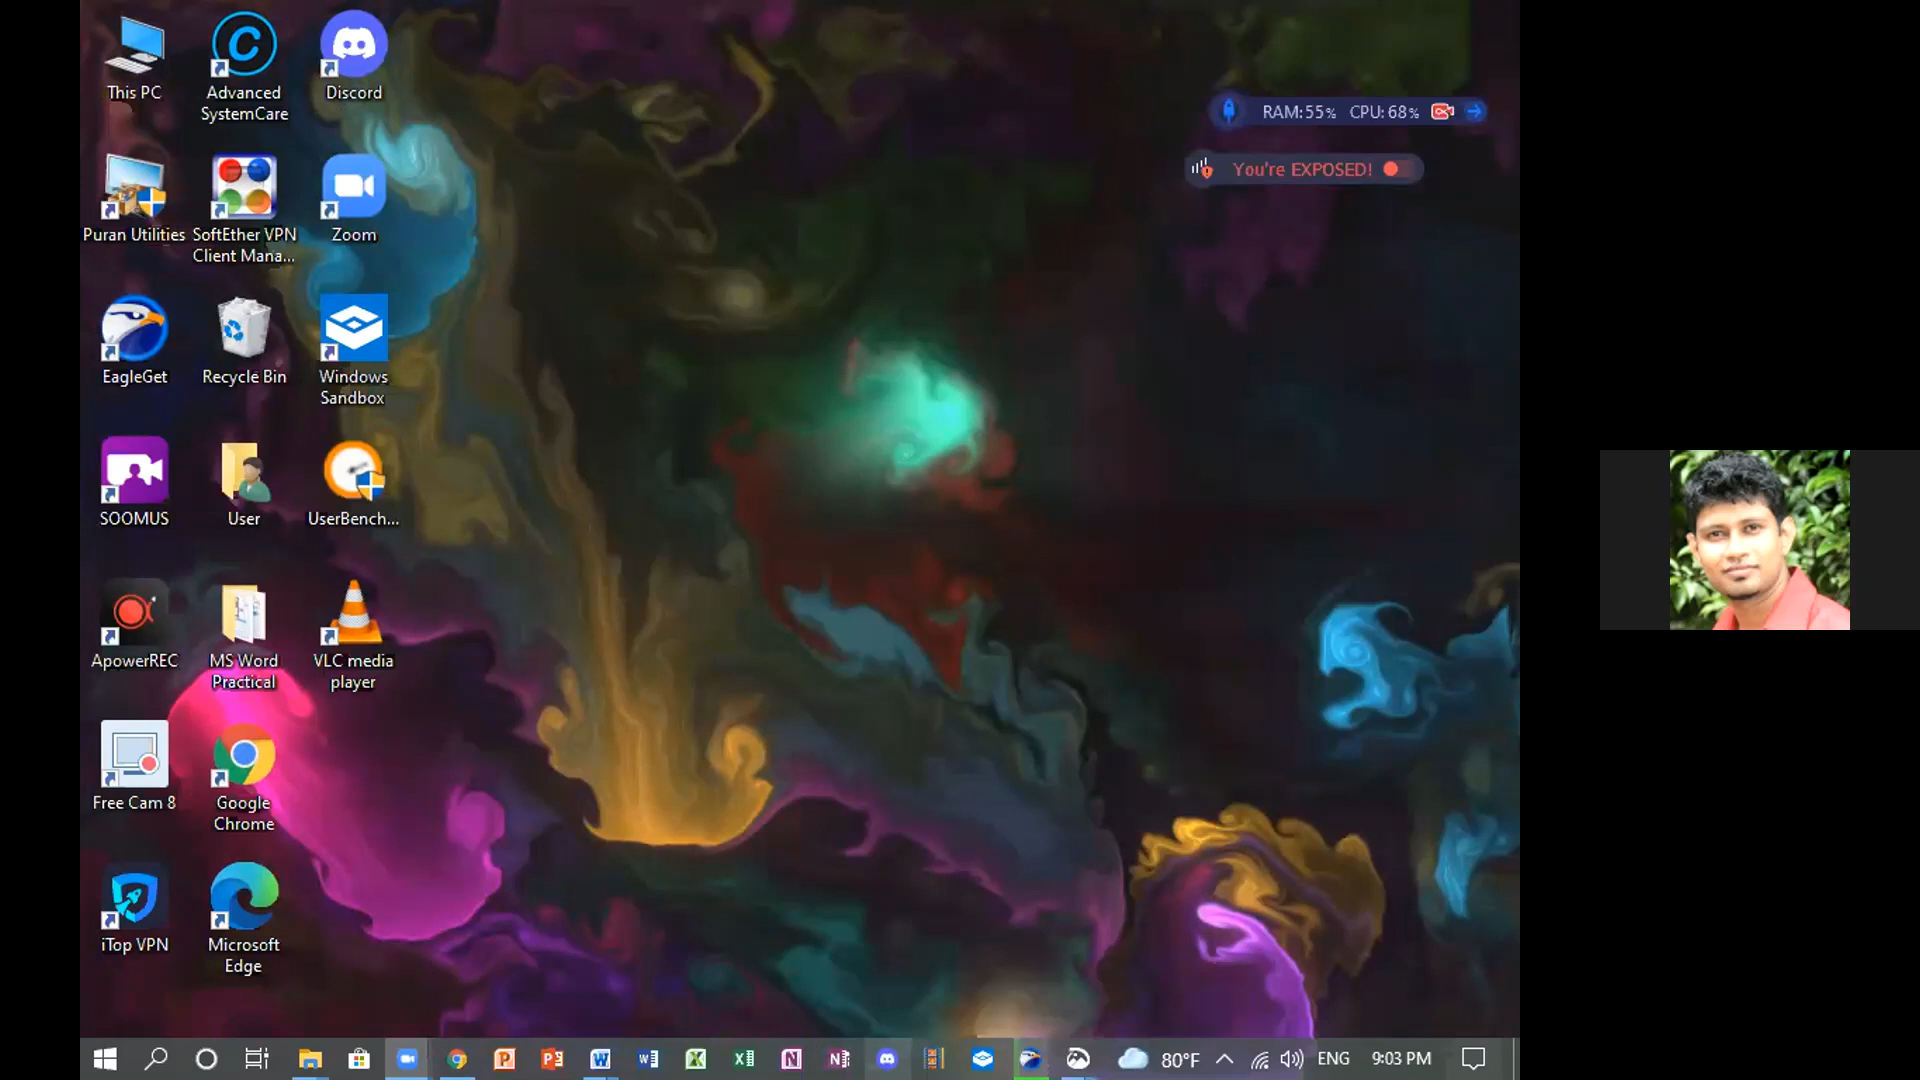 This PC
Advanced
SystemCare
Discord
RAM:55% CPU:68%
You're EXPOSED!
Puran Utilities
SoftEther VPN
Client Mana...
Zoom
EagleGet
Recycle Bin
Windows
Sandbox
SOOMUS
User
UserBench...
ApowerREC
MS Word
Practical
VLC media
player
Free Cam 8
Google
Chrome
iTop VPN
Microsoft
Edge
80°F
ENG
9:03 PM